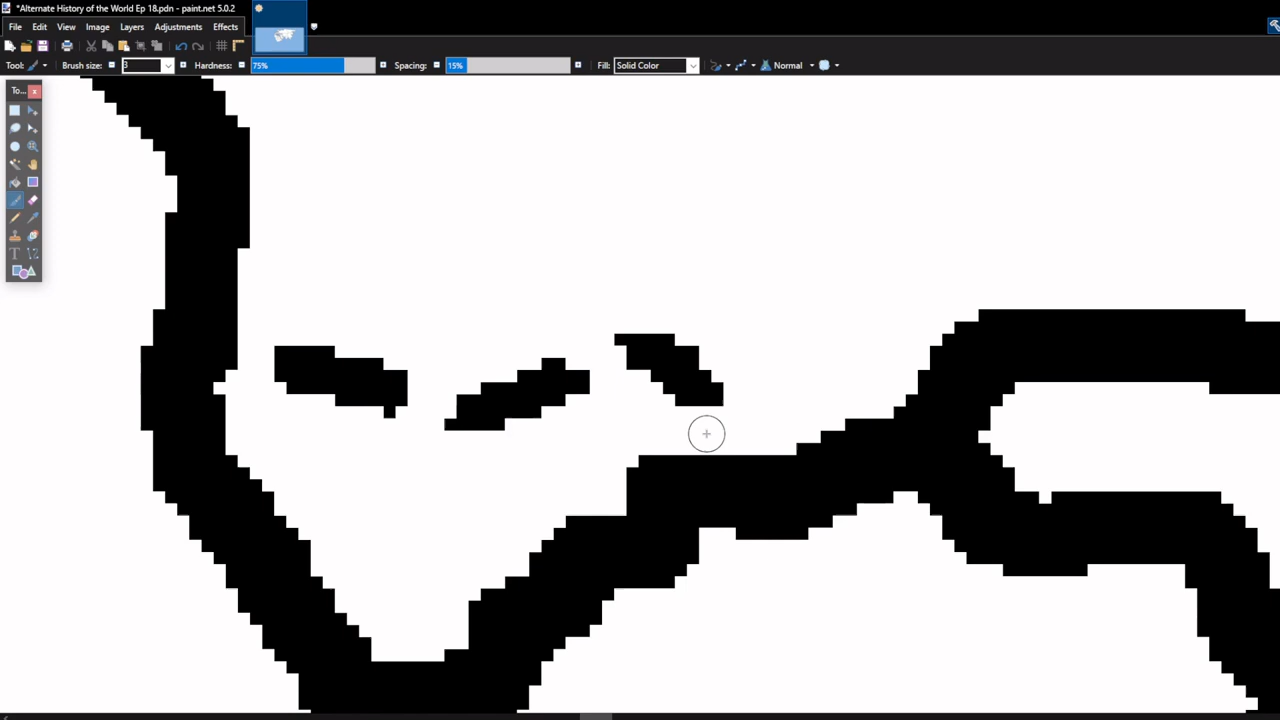 *Alternate History of the World Ep 18.pdn - paint.net 5.0.2
File Edit View Image Layers Adjustments Effects
Tool: Brush size: 3 Hardness: 75% Spacing: 15% Fill: Solid Color Normal
To...
T